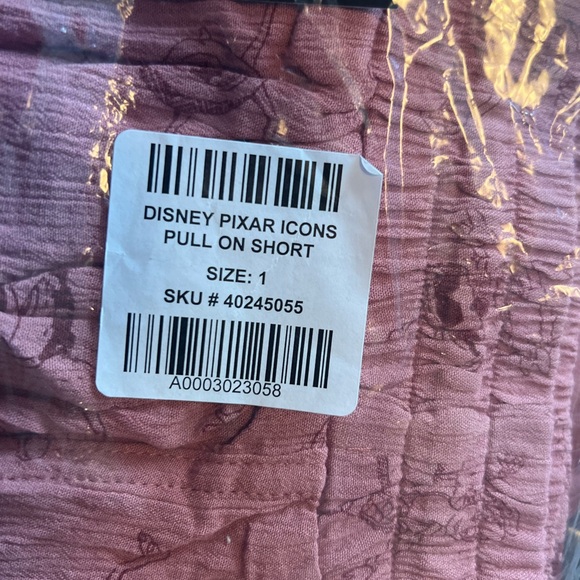 DISNEY PIXAR ICONS
PULL ON SHORT
SIZE: 1
SKU # 40245055
A0003023058